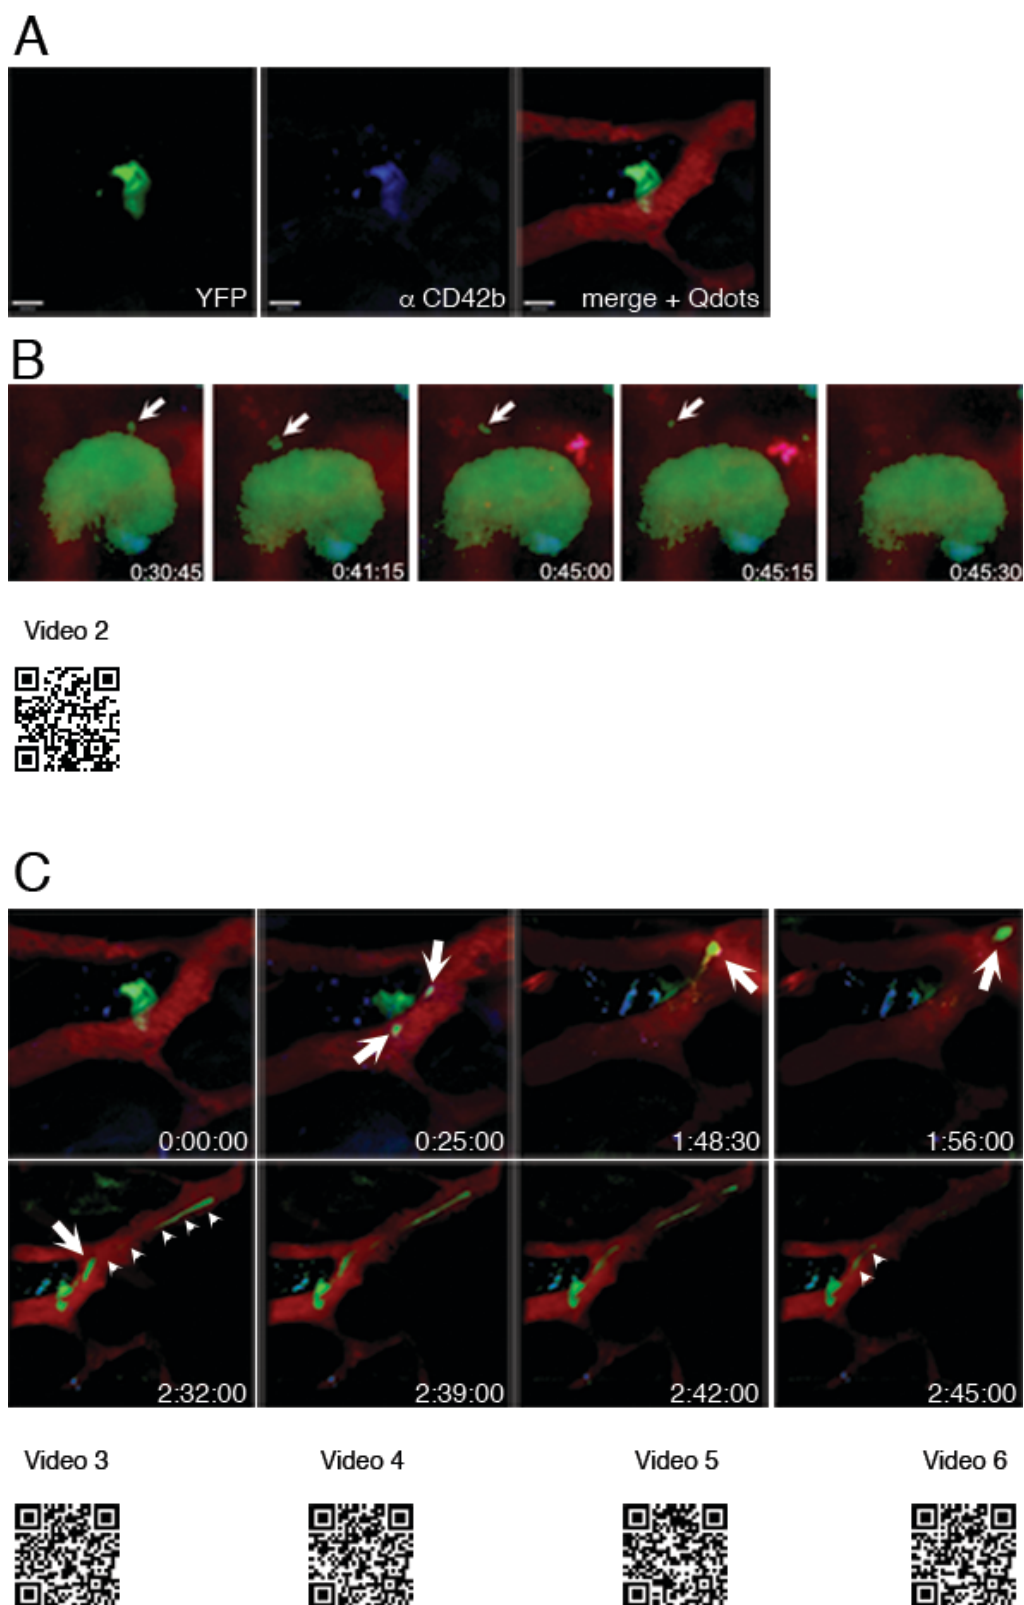 A
YFP
α CD42b
merge + Qdots
B
0:30:45
0:41:15
0:45:00
0:45:15
0:45:30
Video 2
C
0:00:00
0:25:00
1:48:30
1:56:00
2:32:00
2:39:00
2:42:00
2:45:00
Video 3
Video 4
Video 5
Video 6